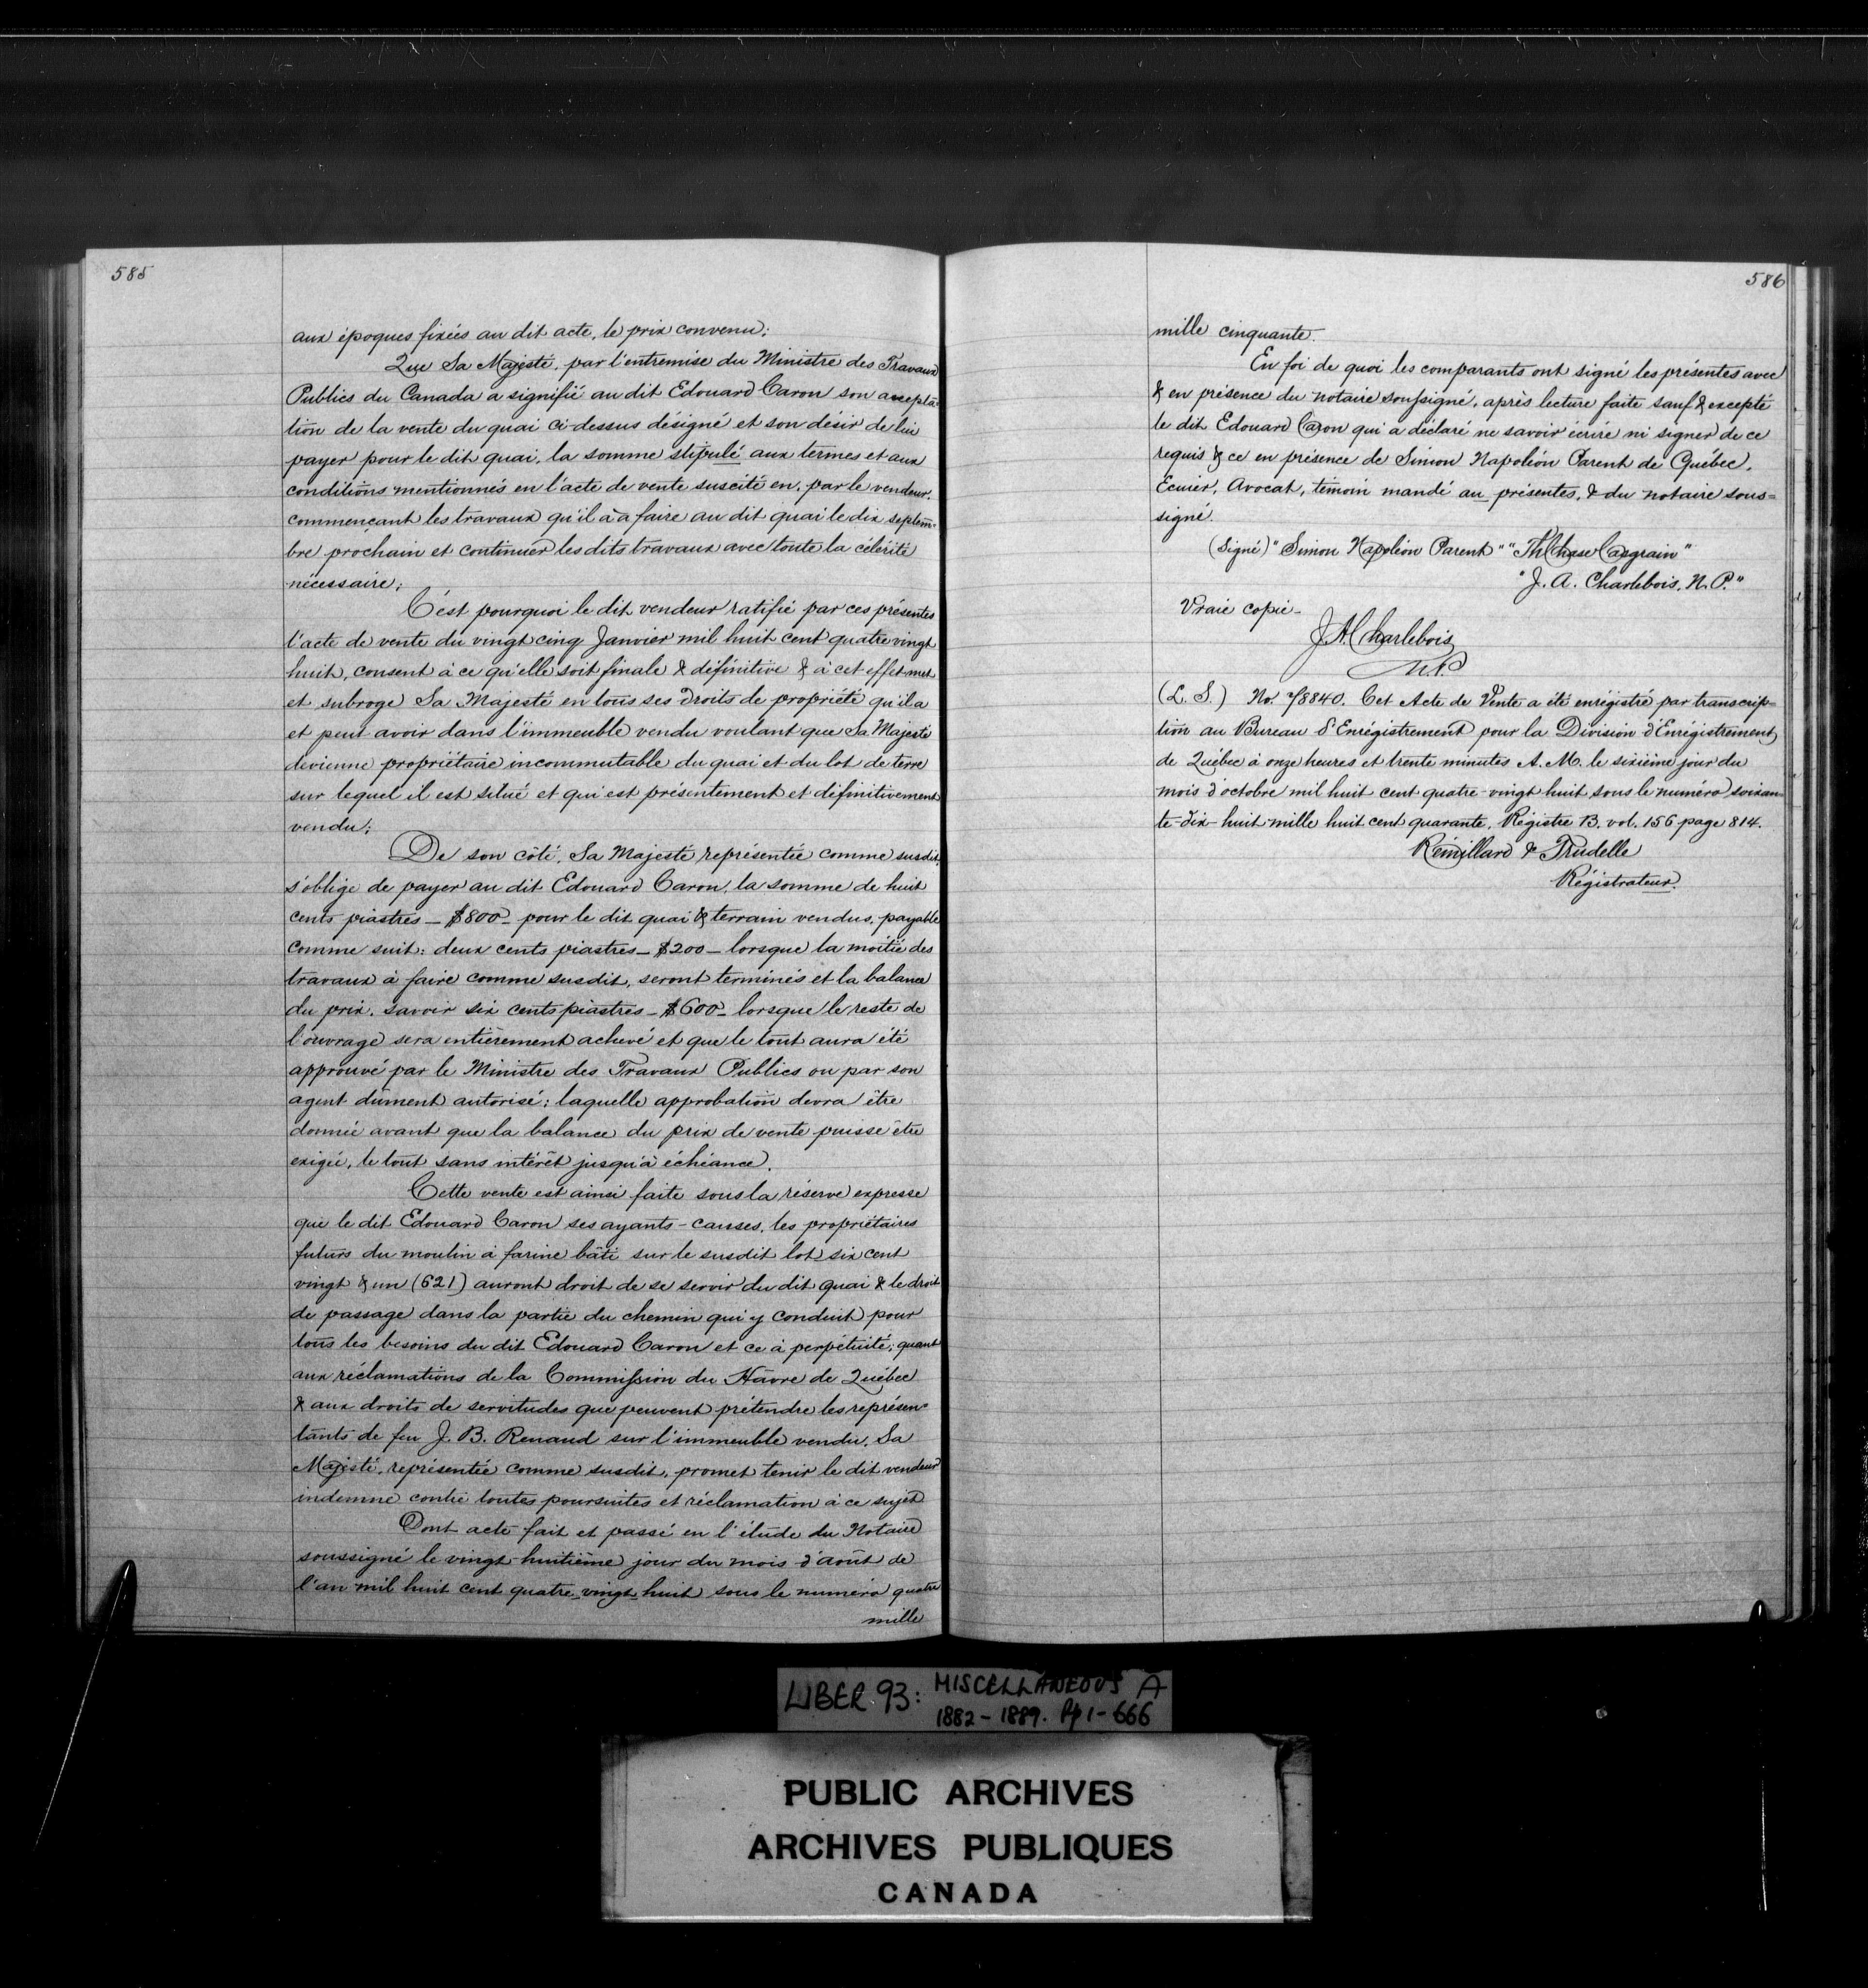 585
aux époques fixées au dit acte, le prix convenu;
Que Sa Majesté, par l'entremise du Ministre des Travaux
Publics du Canada a signifié au dit Edouard Caron son accepta-
tion de la vente du quai ci-dessus désigné et son désir de lui
payer pour le dit quai, la somme stipulé aux termes et aux
conditions mentionnés en l'acte de vente suscité en, par le vendeur,
commençant les travaux qu'il a à faire au dit quai le dix septem-
bre prochain et continuer les dits travaux avec toute la célérité
nécessaire;
C'est pourquoi le dit vendeur ratifie par ces présentes
l'acte de vente du vingt cinq Janvier mil huit cent quatre vingt
huit, consent à ce qu'elle soit finale & définitive & à cet effet met
et subroge Sa Majesté en tous ses droits de propriété qu'il a
et peut avoir dans l'immeuble vendu voulant que Sa Majesté
devienne propriétaire incommutable du quai et du lot de terre
sur lequel il est situé et qui est présentement et définitivement
vendu;
De son côté, Sa Majesté représentée comme susdit
s'oblige de payer au dit Edouard Caron, la somme de huit
cents piastres - $800 - pour le dit quai & terrain vendus, payable
comme suit: deux cents piastres - $200 - lorsque la moitié des
travaux à faire comme susdit, seront terminés et la balance
du prix, savoir six cents piastres - $600 - lorsque le reste de
l'ouvrage sera entièrement achevé et que le tout aura été
approuvé par le Ministre des Travaux Publics ou par son
agent dûment autorisé: laquelle approbation devra être
donnée avant que la balance du prix de vente puisse être
exigée, le tout sans intérêt jusqu'à échéance.
Cette vente est ainsi faite sous la réserve expresse
que le dit Edouard Caron ses ayants-causes, les propriétaires
futurs du moulin à farine bâti sur le susdit lot six cent
vingt & un (621) auront droit de se servir du dit quai & le droit
de passage dans la partie du chemin qui y conduit pour
tous les besoins du dit Edouard Caron et ce à perpétuité; quant
aux réclamations de la Commission du Hâvre de Québec
& aux droits de servitudes que peuvent prétendre les représen-
tants de feu J. B. Renaud sur l'immeuble vendu, Sa
Majesté, représentée comme susdit, promet tenir le dit vendeur
indemne contre toutes poursuites et réclamation à ce sujet
Dont acte fait et passé en l'étude du Notaire
soussigné le vingt-huitième jour du mois d'août de
l'an mil huit cent quatre-vingt huit sous le numéro quatre
mille
586
mille cinquante.
En foi de quoi les comparants ont signé les présentes avec
& en présence du notaire soussigné, après lecture faite sauf & excepté
le dit Edouard Caron qui a déclaré ne savoir écrire ni signer de ce
requis & ce en présence de Simon Napoléon Parent de Québec,
Ecuier, Avocat, témoin mandé au présentes, & du notaire sous=
signé.
(Signé) "Simon Napoléon Parent" "Th Chase Casgrain"
"J. A. Charlebois, N. P."
Vraie copie -
J A Charlebois
N. P.
(L. S.) No. 78840. Cet Acte de Vente a été enrégistré par transcrip-
tion au Bureau d'Enrégistrement pour la Division d'Enrégistrement
de Québec à onze heures et trente minutes A. M. le sixième jour du
mois d'octobre mil huit cent quatre-vingt huit sous le numéro soixan-
te-dix-huit mille huit cent quarante, Régistre B. vol. 156 page 814.
Rémillard & Trudelle
Régistrateur.
LIBER 93: MISCELLANEOUS A
1882 - 1889. Pp 1 - 666
PUBLIC ARCHIVES
ARCHIVES PUBLIQUES
CANADA